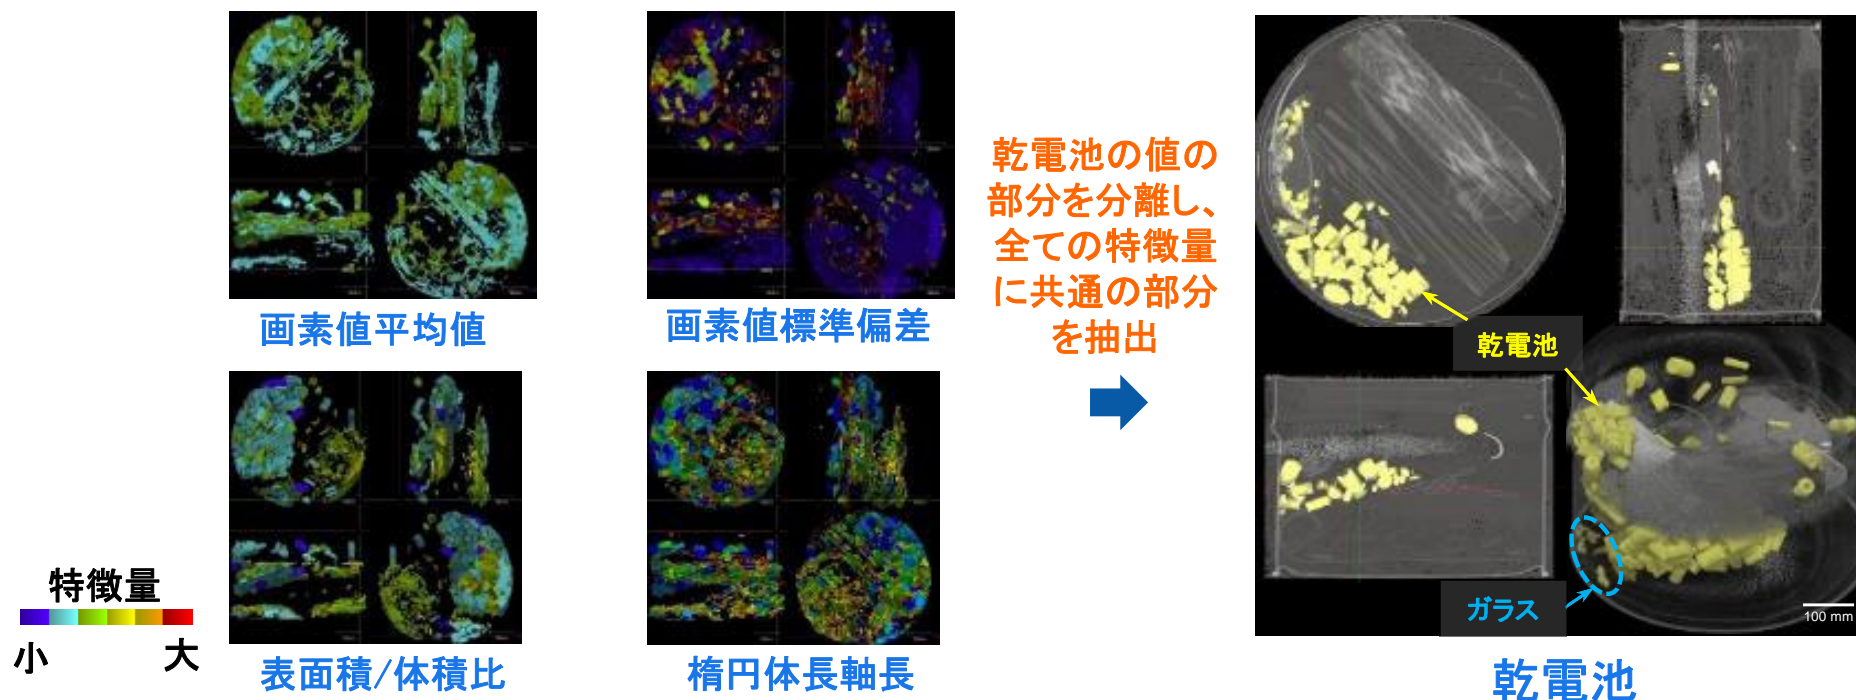 画素値平均値
画素値標準偏差
表面積/体積比
楕円体長軸長
特徴量
小
大
乾電池の値の
部分を分離し、
全ての特徴量
に共通の部分
を抽出
乾電池
ガラス
100 mm
乾電池